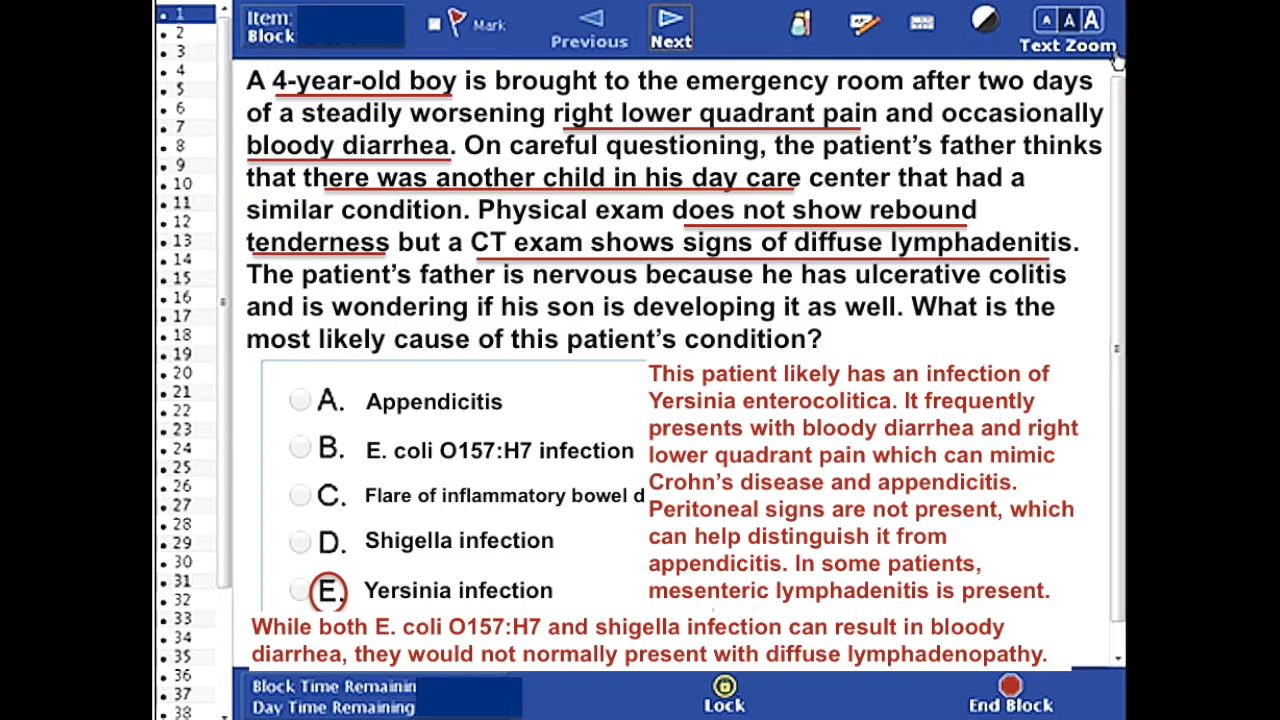 Item:
Block:
Mark
Previous
Next
A A A
Text Zoom
1
2
3
4
5
6
7
8
9
10
11
12
13
14
15
16
17
18
19
20
21
22
23
24
25
26
27
28
29
30
31
32
33
34
35
36
37
38
A 4-year-old boy is brought to the emergency room after two days
of a steadily worsening right lower quadrant pain and occasionally
bloody diarrhea. On careful questioning, the patient's father thinks
that there was another child in his day care center that had a
similar condition. Physical exam does not show rebound
tenderness but a CT exam shows signs of diffuse lymphadenitis.
The patient's father is nervous because he has ulcerative colitis
and is wondering if his son is developing it as well. What is the
most likely cause of this patient's condition?
A. Appendicitis
B. E. coli O157:H7 infection
C. Flare of inflammatory bowel d
D. Shigella infection
E. Yersinia infection
This patient likely has an infection of
Yersinia enterocolitica. It frequently
presents with bloody diarrhea and right
lower quadrant pain which can mimic
Crohn's disease and appendicitis.
Peritoneal signs are not present, which
can help distinguish it from
appendicitis. In some patients,
mesenteric lymphadenitis is present.
While both E. coli O157:H7 and shigella infection can result in bloody
diarrhea, they would not normally present with diffuse lymphadenopathy.
Block Time Remainin
Day Time Remaining
Lock
End Block